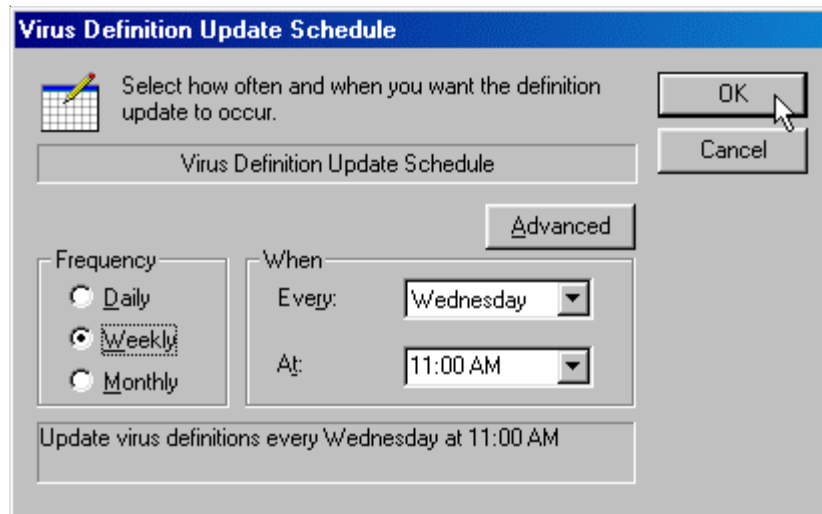 Virus Definition Update Schedule
Select how often and when you want the definition
update to occur.
OK
Cancel
Virus Definition Update Schedule
Advanced
Frequency
Daily
Weekly
Monthly
When
Every:
Wednesday
At:
11:00 AM
Update virus definitions every Wednesday at 11:00 AM